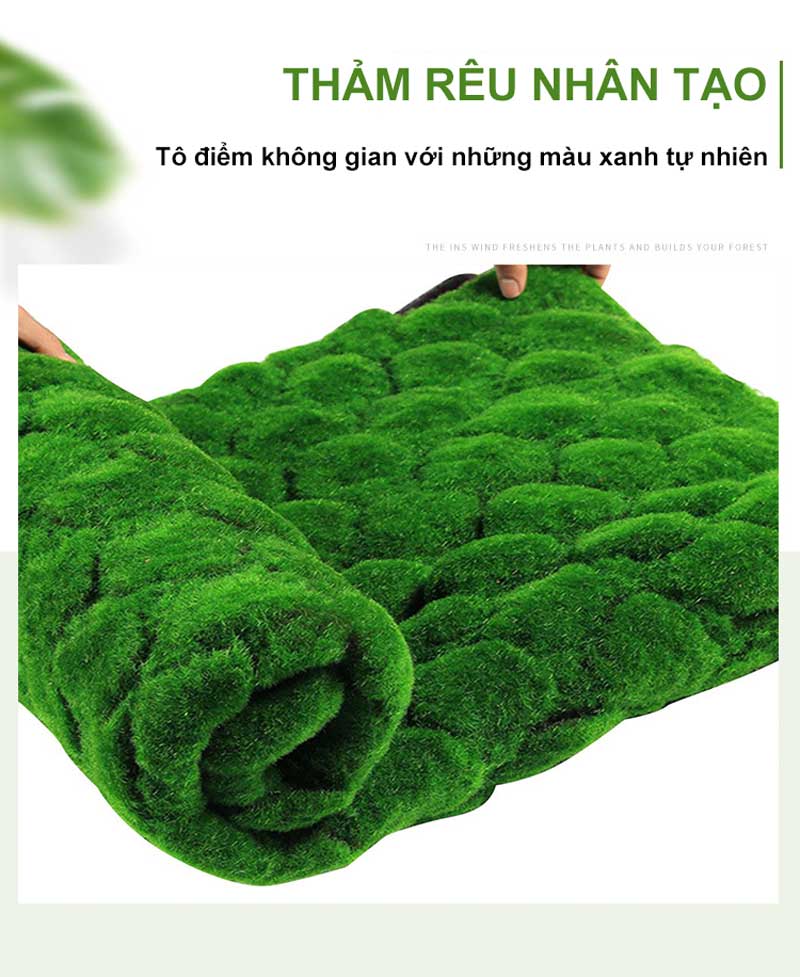 THẢM RÊU NHÂN TẠO
Tô điểm không gian với những màu xanh tự nhiên
THE INS WIND FRESHENS THE PLANTS AND BUILDS YOUR FOREST